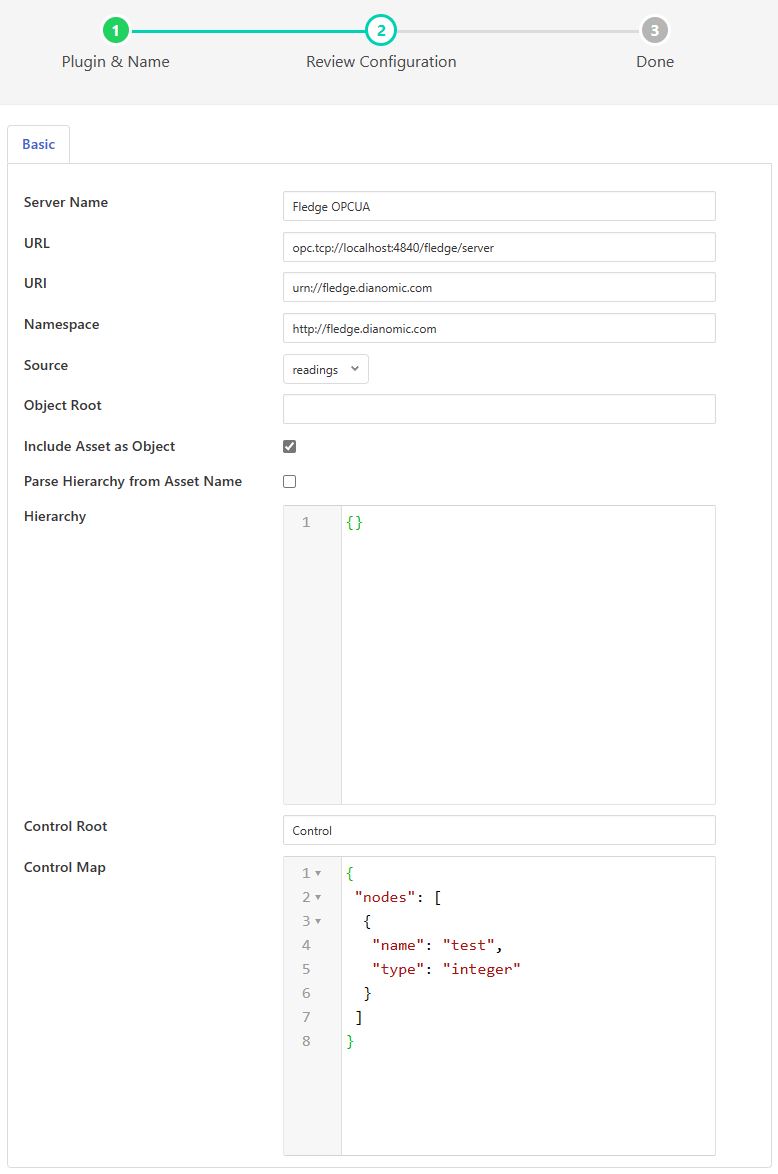 1 2 3
Plugin & Name Review Configuration Done
Basic
Server Name Fledge OPCUA
URL opc.tcp://localhost:4840/fledge/server
URI urn://fledge.dianomic.com
Namespace http://fledge.dianomic.com
Source readings
Object Root
Include Asset as Object
Parse Hierarchy from Asset Name
Hierarchy 1 {}
Control Root Control
Control Map 1 {
2 "nodes": [
3 {
4 "name": "test",
5 "type": "integer"
6 }
7 ]
8 }